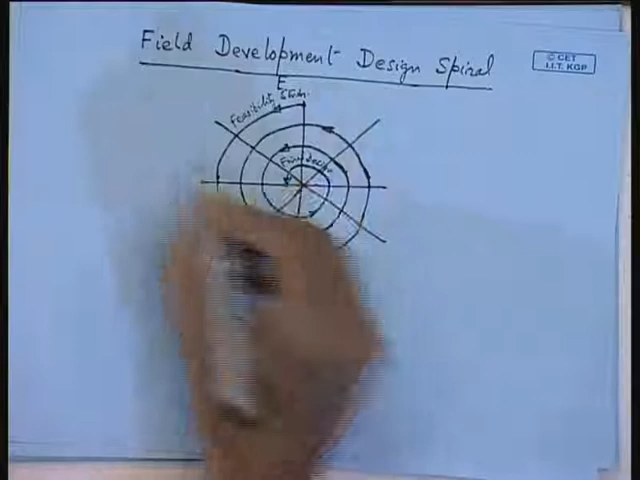 Field Development Design Spiral
© CET
I.I.T. KGP
E
Feasibility